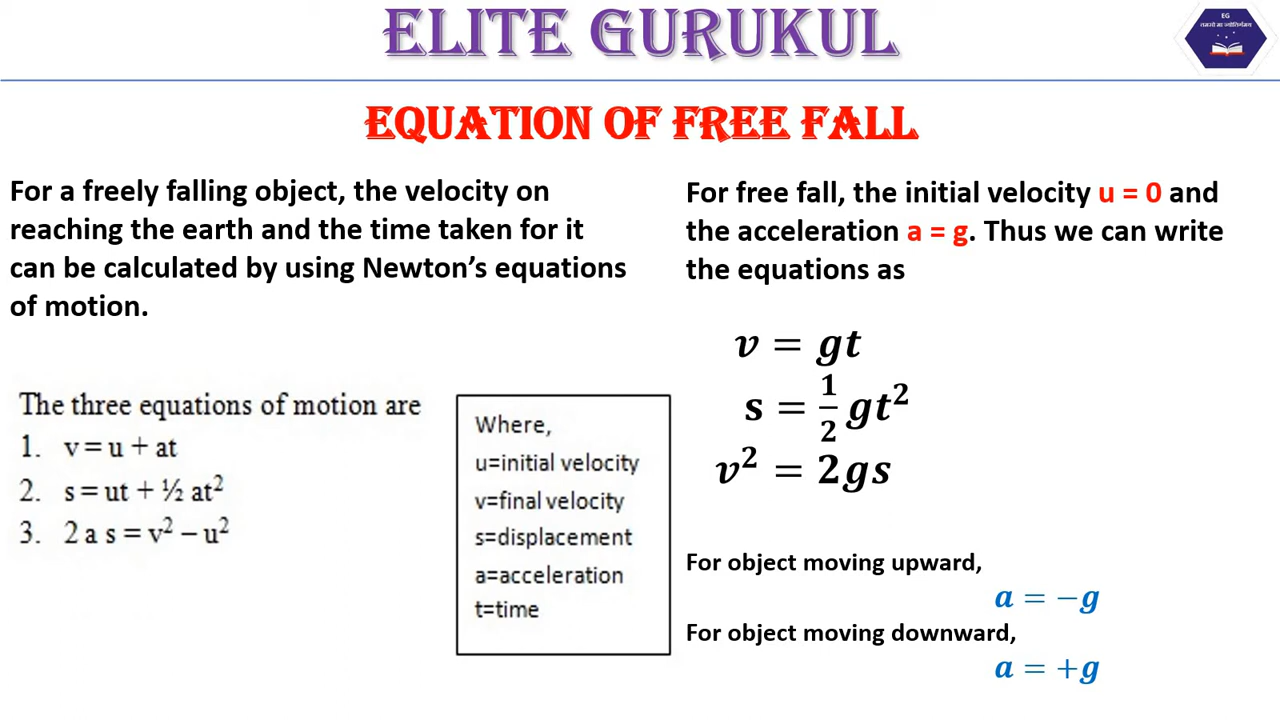 ELITE GURUKUL
EG
तमसो मा ज्योतिर्गमय
EQUATION OF FREE FALL
For a freely falling object, the velocity on
reaching the earth and the time taken for it
can be calculated by using Newton’s equations
of motion.
The three equations of motion are
1. v = u + at
2. s = ut + ½ at²
3. 2 a s = v² – u²
Where,
u=initial velocity
v=final velocity
s=displacement
a=acceleration
t=time
For free fall, the initial velocity u = 0 and
the acceleration a = g. Thus we can write
the equations as
v = gt
s = 1/2 gt²
v² = 2gs
For object moving upward,
a = −g
For object moving downward,
a = +g